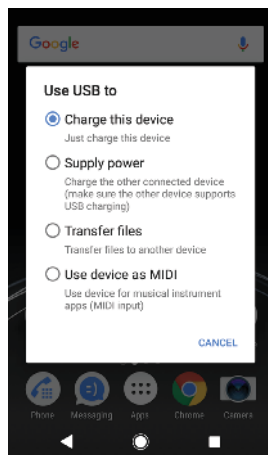 Google
Use USB to
Charge this device
Just charge this device
Supply power
Charge the other connected device
(make sure the other device supports
USB charging)
Transfer files
Transfer files to another device
Use device as MIDI
Use device for musical instrument
apps (MIDI input)
CANCEL
Phone Messaging Apps Chrome Camera